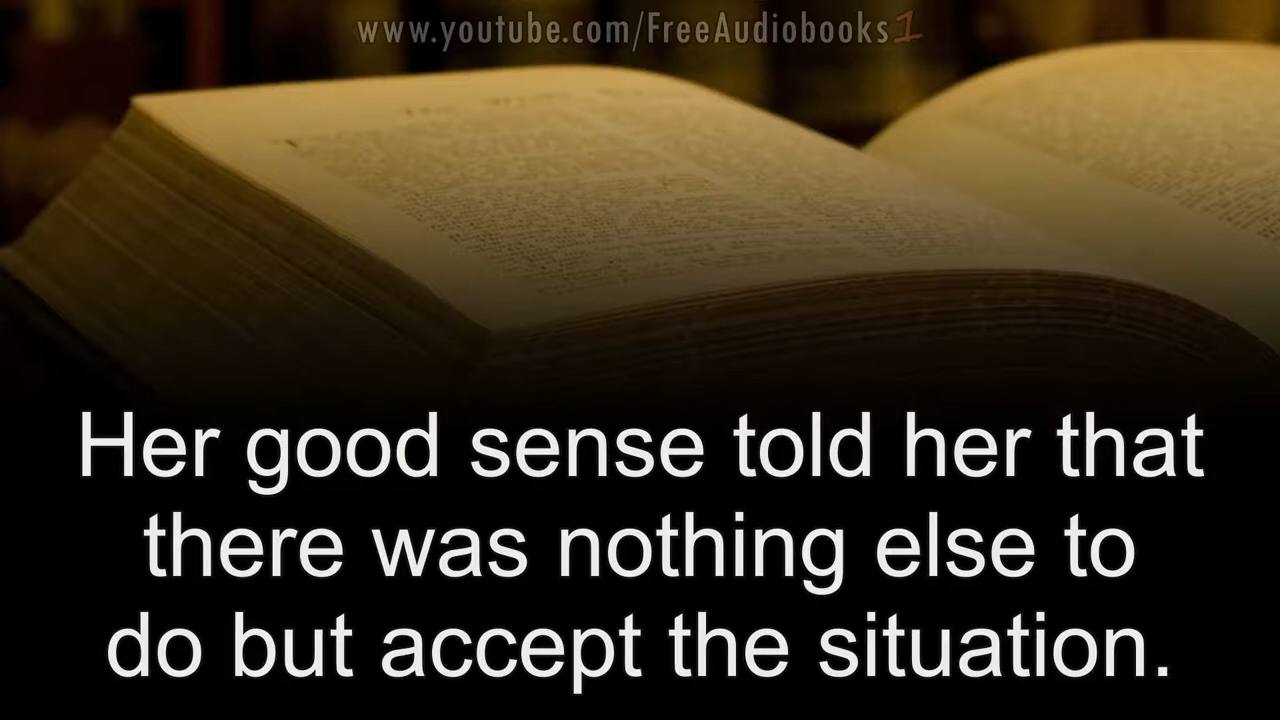 www.youtube.com/FreeAudiobooks1
Her good sense told her that
there was nothing else to
do but accept the situation.